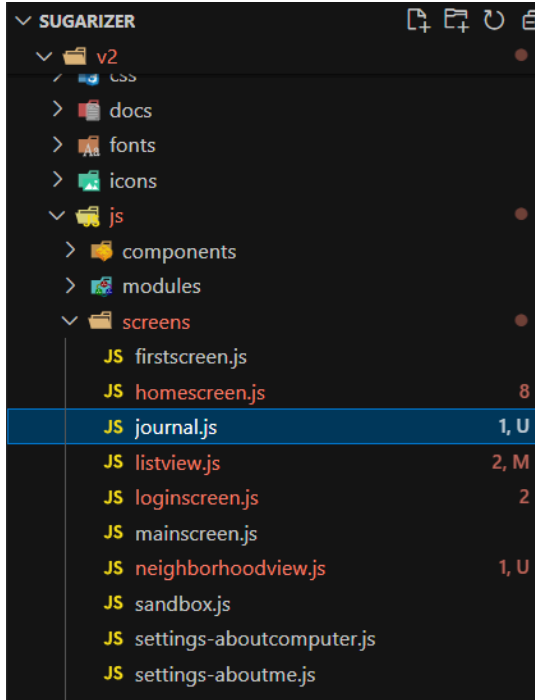 SUGARIZER
v2
css
docs
fonts
icons
js
components
modules
screens
JS firstscreen.js
JS homescreen.js 8
JS journal.js 1, U
JS listview.js 2, M
JS loginscreen.js 2
JS mainscreen.js
JS neighborhoodview.js 1, U
JS sandbox.js
JS settings-aboutcomputer.js
JS settings-aboutme.js